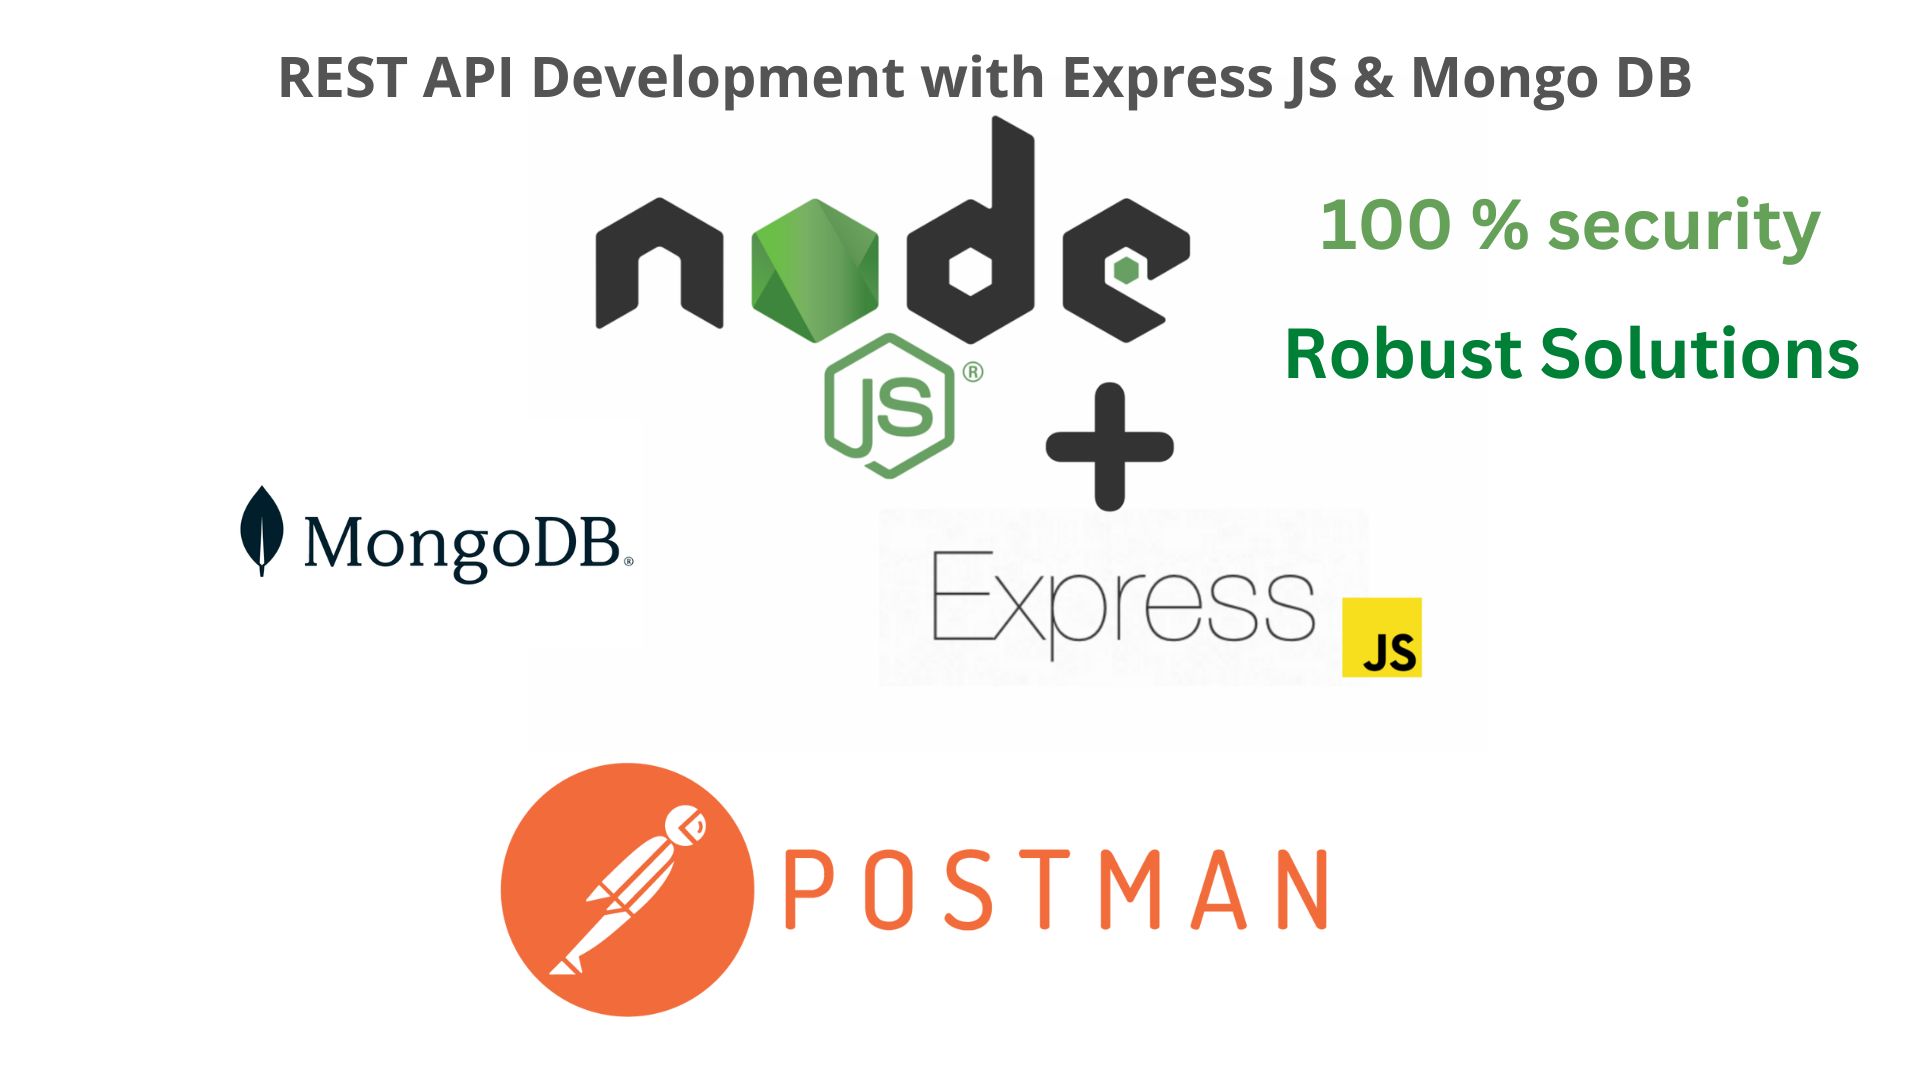 REST API Development with Express JS & Mongo DB
node
JS ®
100 % security
Robust Solutions
+
MongoDB®
Express
JS
POSTMAN